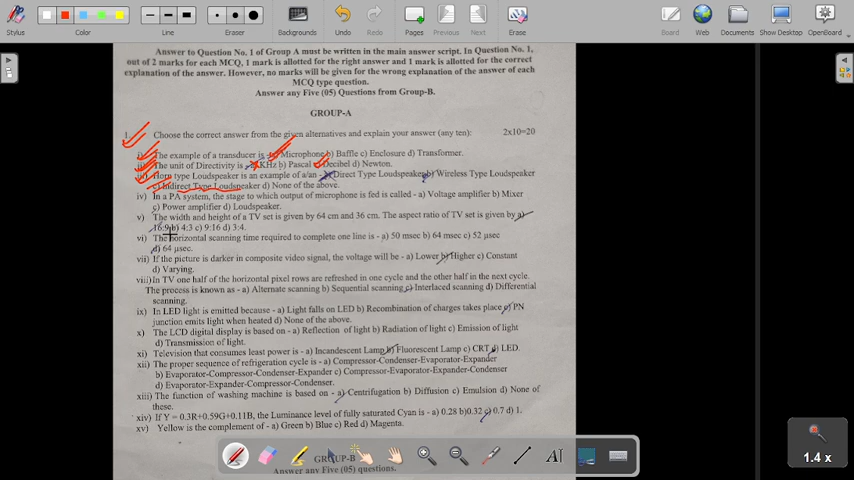 Stylus
Color
Line
Eraser
Backgrounds
Undo
Redo
Pages
Previous
Next
Erase
Board
Web
Documents
Show Desktop
OpenBoard
Answer to Question No. 1 of Group A must be written in the main answer script. In Question No. 1,
out of 2 marks for each MCQ, 1 mark is allotted for the right answer and 1 mark is allotted for the correct
explanation of the answer. However, no marks will be given for the wrong explanation of the answer of each
MCQ type question.
Answer any Five (05) Questions from Group-B.
GROUP-A
1. Choose the correct answer from the given alternatives and explain your answer (any ten): 2x10=20
i) The example of a transducer is - a) Microphone b) Baffle c) Enclosure d) Transformer.
ii) The unit of Directivity is - KHz b) Pascal c) Decibel d) Newton.
iii) Horn type Loudspeaker is an example of a/an - Direct Type Loudspeaker b) Wireless Type Loudspeaker
c) Indirect Type Loudspeaker d) None of the above.
iv) In a PA system, the stage to which output of microphone is fed is called - a) Voltage amplifier b) Mixer
c) Power amplifier d) Loudspeaker.
v) The width and height of a TV set is given by 64 cm and 36 cm. The aspect ratio of TV set is given by a)
16:9 b) 4:3 c) 9:16 d) 3:4.
vi) The horizontal scanning time required to complete one line is - a) 50 msec b) 64 msec c) 52 µsec
d) 64 µsec.
vii) If the picture is darker in composite video signal, the voltage will be - a) Lower b) Higher c) Constant
d) Varying.
viii) In TV one half of the horizontal pixel rows are refreshed in one cycle and the other half in the next cycle.
The process is known as - a) Alternate scanning b) Sequential scanning c) Interlaced scanning d) Differential
scanning.
ix) In LED light is emitted because - a) Light falls on LED b) Recombination of charges takes place c) PN
junction emits light when heated d) None of the above.
x) The LCD digital display is based on - a) Reflection of light b) Radiation of light c) Emission of light
d) Transmission of light.
xi) Television that consumes least power is - a) Incandescent Lamp b) Fluorescent Lamp c) CRT d) LED.
xii) The proper sequence of refrigeration cycle is - a) Compressor-Condenser-Evaporator-Expander
b) Evaporator-Compressor-Condenser-Expander c) Compressor-Evaporator-Expander-Condenser
d) Evaporator-Expander-Compressor-Condenser.
xiii) The function of washing machine is based on - a) Centrifugation b) Diffusion c) Emulsion d) None of
these.
xiv) If Y = 0.3R+0.59G+0.11B, the Luminance level of fully saturated Cyan is - a) 0.28 b) 0.32 c) 0.7 d) 1.
xv) Yellow is the complement of - a) Green b) Blue c) Red d) Magenta.
GROUP-B
Answer any Five (05) questions.
1.4 x